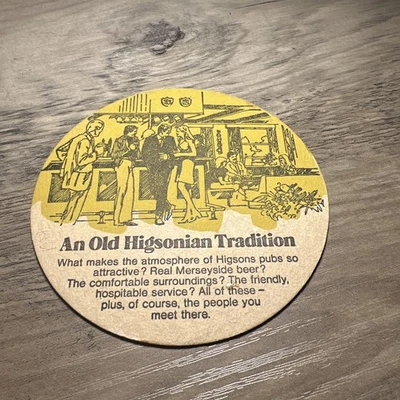 An Old Higsonian Tradition
What makes the atmosphere of Higsons pubs so
attractive? Real Merseyside beer?
The comfortable surroundings? The friendly,
hospitable service? All of these –
plus, of course, the people you
meet there.